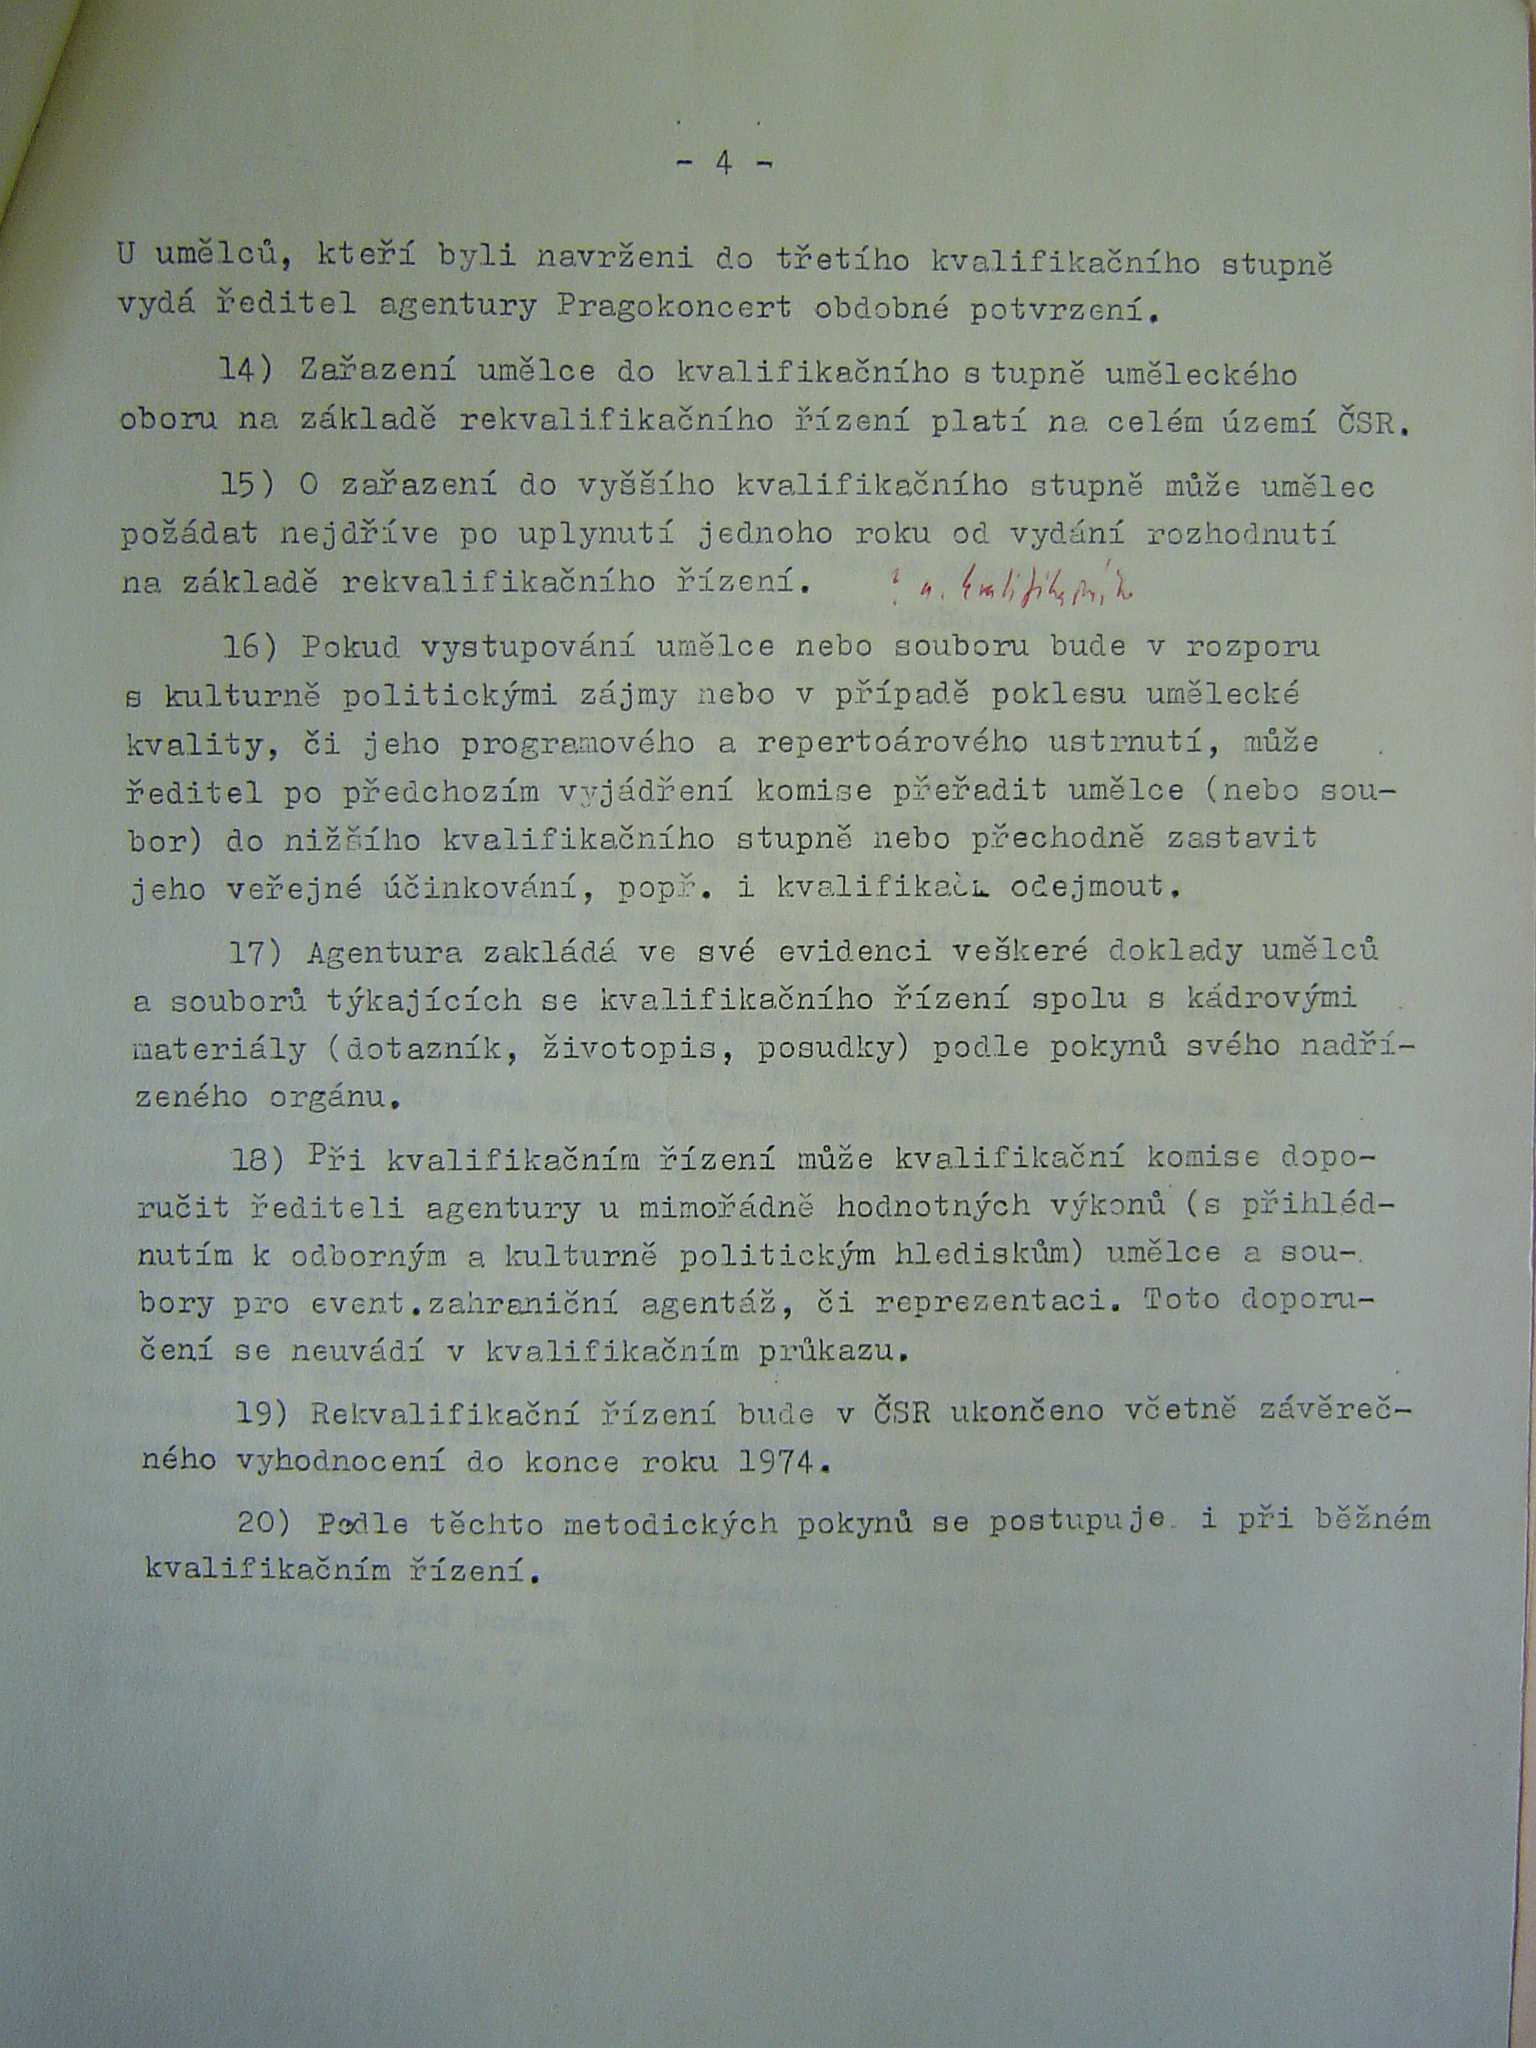 - 4 -
U umělců, kteří byli navrženi do třetího kvalifikačního stupně
vydá ředitel agentury Pragokoncert obdobné potvrzení.
14) Zařazení umělce do kvalifikačního stupně uměleckého
oboru na základě rekvalifikačního řízení platí na celém území ČSR.
15) O zařazení do vyššího kvalifikačního stupně může umělec
požádat nejdříve po uplynutí jednoho roku od vydání rozhodnutí
na základě rekvalifikačního řízení.
16) Pokud vystupování umělce nebo souboru bude v rozporu
s kulturně politickými zájmy nebo v případě poklesu umělecké
kvality, či jeho programového a repertoárového ustrnutí, může
ředitel po předchozím vyjádření komise přeřadit umělce (nebo sou-
bor) do nižšího kvalifikačního stupně nebo přechodně zastavit
jeho veřejné účinkování, popř. i odejmout.
17) Agentura zakládá ve své evidenci veškeré doklady umělců
a souborů týkajících se kvalifikačního řízení spolu s kádrovými
materiály (dotazník, životopis, posudky) podle pokynů svého nadří-
zeného orgánu.
18) Při kvalifikačním řízení může kvalifikační komise dopo-
ručit řediteli agentury u mimořádně hodnotných výkonů (s přihléd-
nutím k odborným a kulturně politickým hlediskům) umělce a sou-
bory pro event.zahraniční agentáž, či reprezentaci. Toto doporu-
čení se neuvádí v kvalifikačním průkazu.
19) Rekvalifikační řízení bude v ČSR ukončeno včetně závěreč-
ného vyhodnocení do konce roku 1974.
20) Podle těchto metodických pokynů se postupuje i při běžném
kvalifikačním řízení.